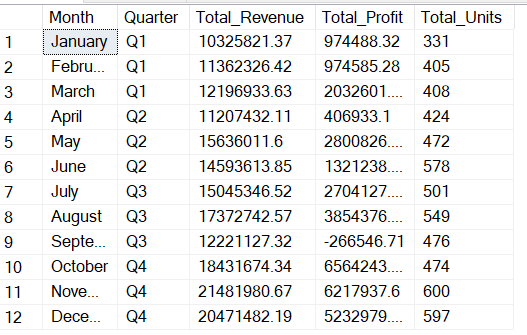 Month Quarter Total_Revenue Total_Profit Total_Units
1 January Q1 10325821.37 974488.32 331
2 Febru... Q1 11362326.42 974585.28 405
3 March Q1 12196933.63 2032601.... 408
4 April Q2 11207432.11 406933.1 424
5 May Q2 15636011.6 2800826.... 472
6 June Q2 14593613.85 1321238.... 578
7 July Q3 15045346.52 2704127.... 501
8 August Q3 17372742.57 3854376.... 549
9 Septe... Q3 12221127.32 -266546.71 476
10 October Q4 18431674.34 6564243.... 474
11 Nove... Q4 21481980.67 6217937.6 600
12 Dece... Q4 20471482.19 5232979.... 597